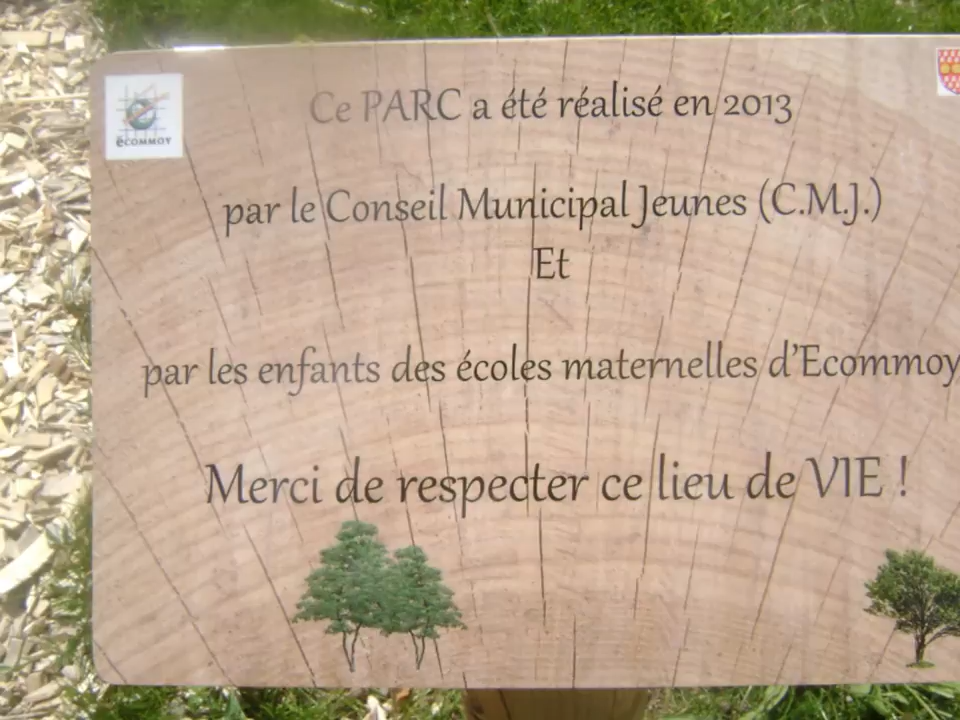 ëcommoy
Ce PARC a été réalisé en 2013
par le Conseil Municipal Jeunes (C.M.J.)
Et
par les enfants des écoles maternelles d'Ecommoy
Merci de respecter ce lieu de VIE !